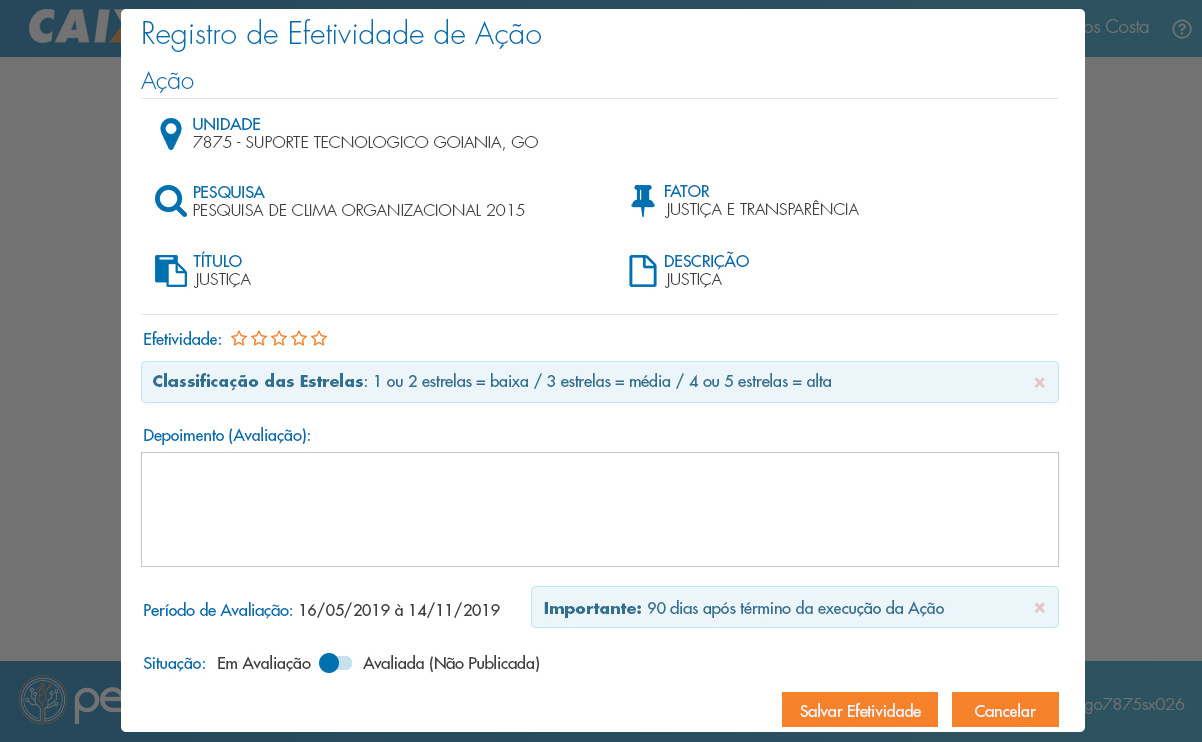 CAIX
os Costa
Registro de Efetividade de Ação
Ação
UNIDADE
7875 - SUPORTE TECNOLOGICO GOIANIA, GO
PESQUISA
PESQUISA DE CLIMA ORGANIZACIONAL 2015
FATOR
JUSTIÇA E TRANSPARÊNCIA
TÍTULO
JUSTIÇA
DESCRIÇÃO
JUSTIÇA
Efetividade:
Classificação das Estrelas: 1 ou 2 estrelas = baixa / 3 estrelas = média / 4 ou 5 estrelas = alta ×
Depoimento (Avaliação):
Período de Avaliação: 16/05/2019 à 14/11/2019
Importante: 90 dias após término da execução da Ação ×
Situação: Em Avaliação Avaliada (Não Publicada)
pe
go7875sx026
Salvar Efetividade Cancelar